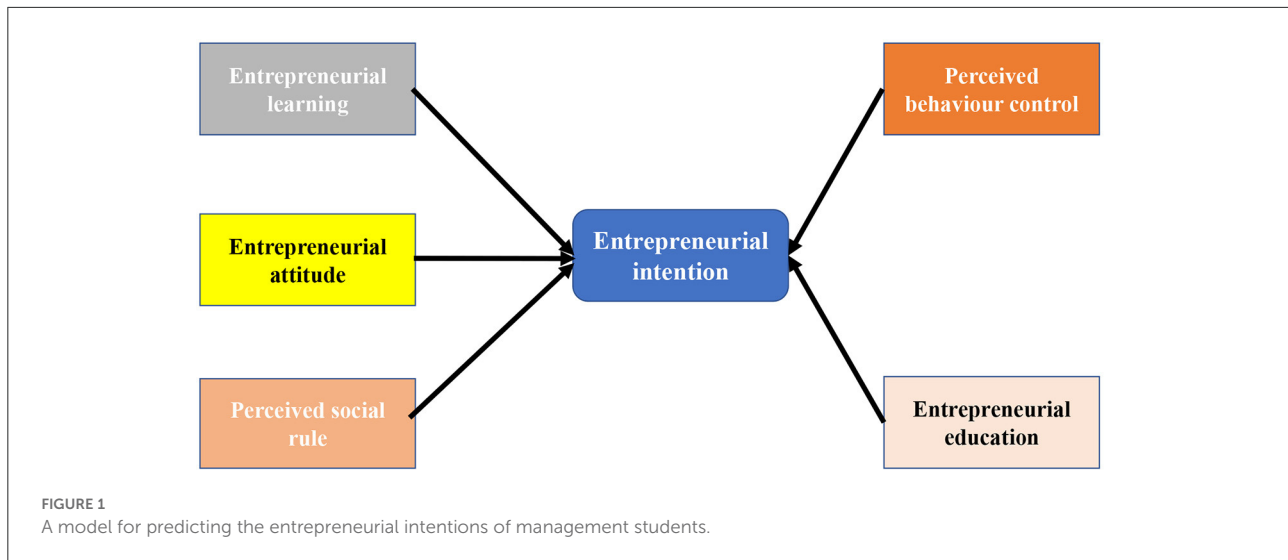 Entrepreneurial
learning
Perceived
behaviour control
Entrepreneurial
attitude
Entrepreneurial
intention
Perceived social
rule
Entrepreneurial
education
FIGURE 1
A model for predicting the entrepreneurial intentions of management students.